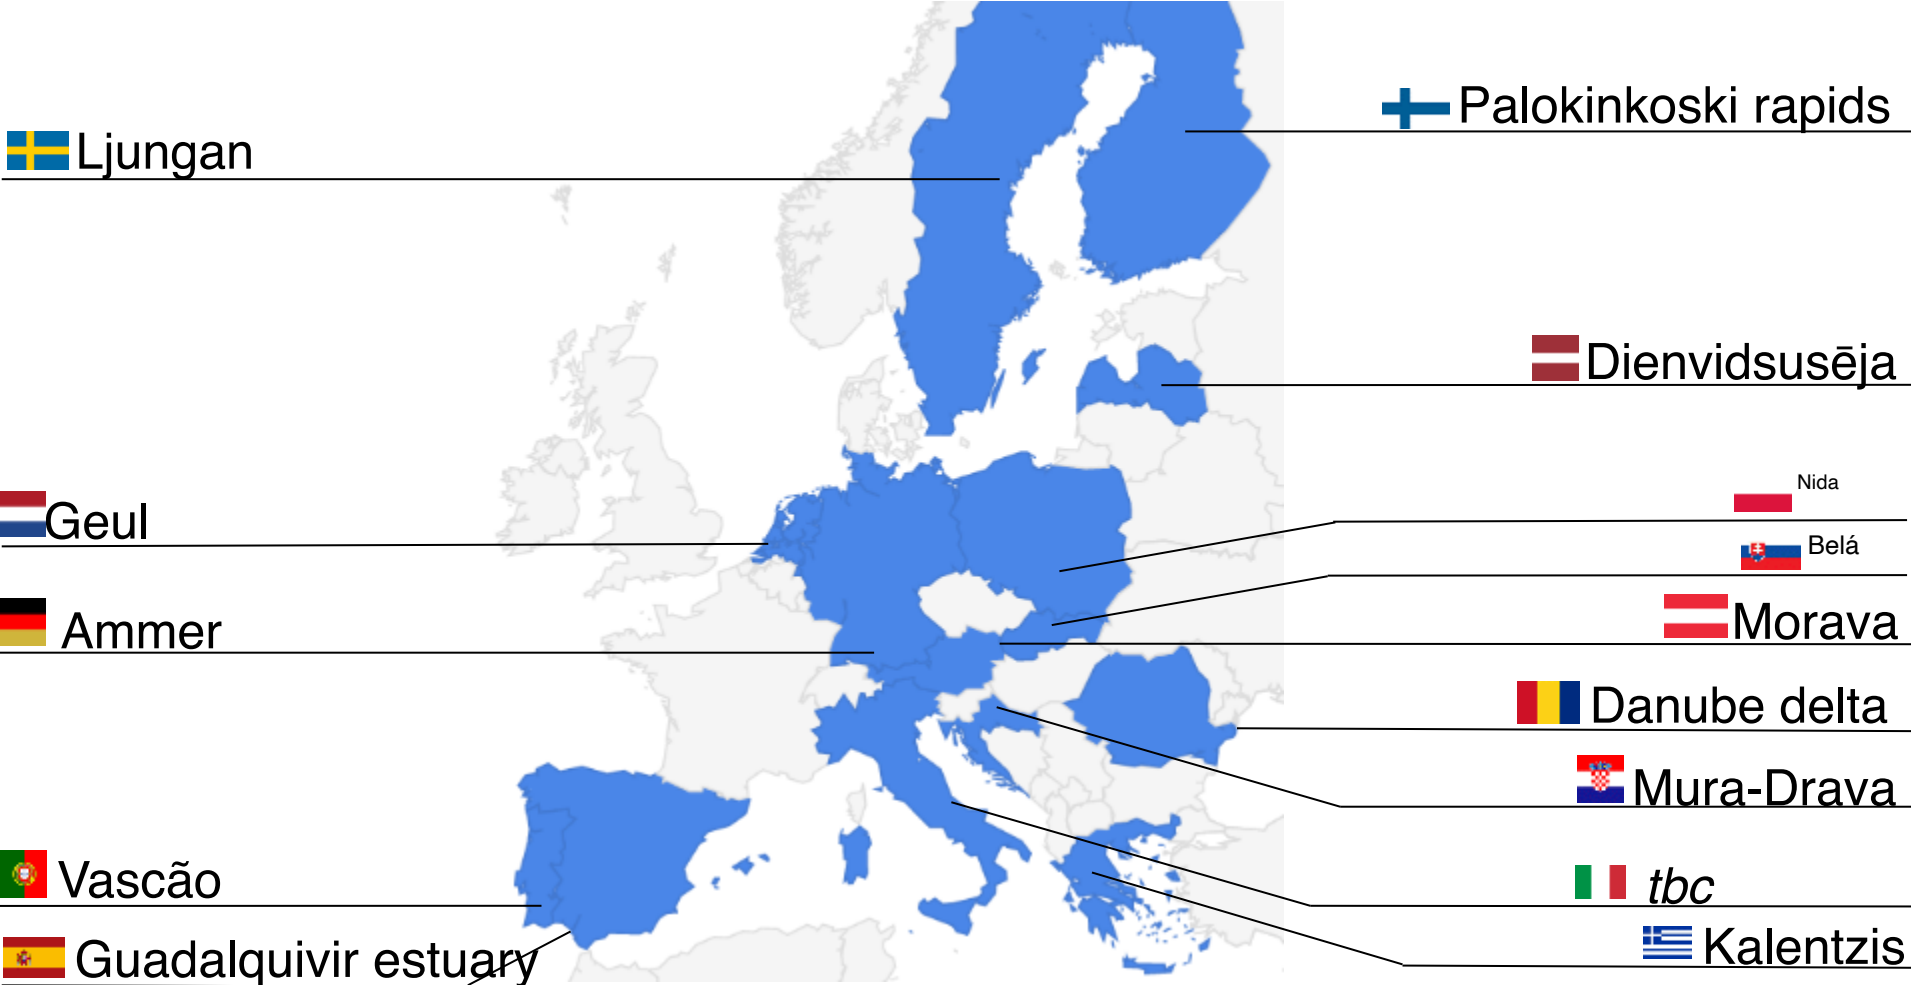 Palokinkoski rapids
Ljungan
Dienvidsusēja
Nida
Geul
Belá
Ammer
Morava
Danube delta
Mura-Drava
Vascão
tbc
Guadalquivir estuary
Kalentzis